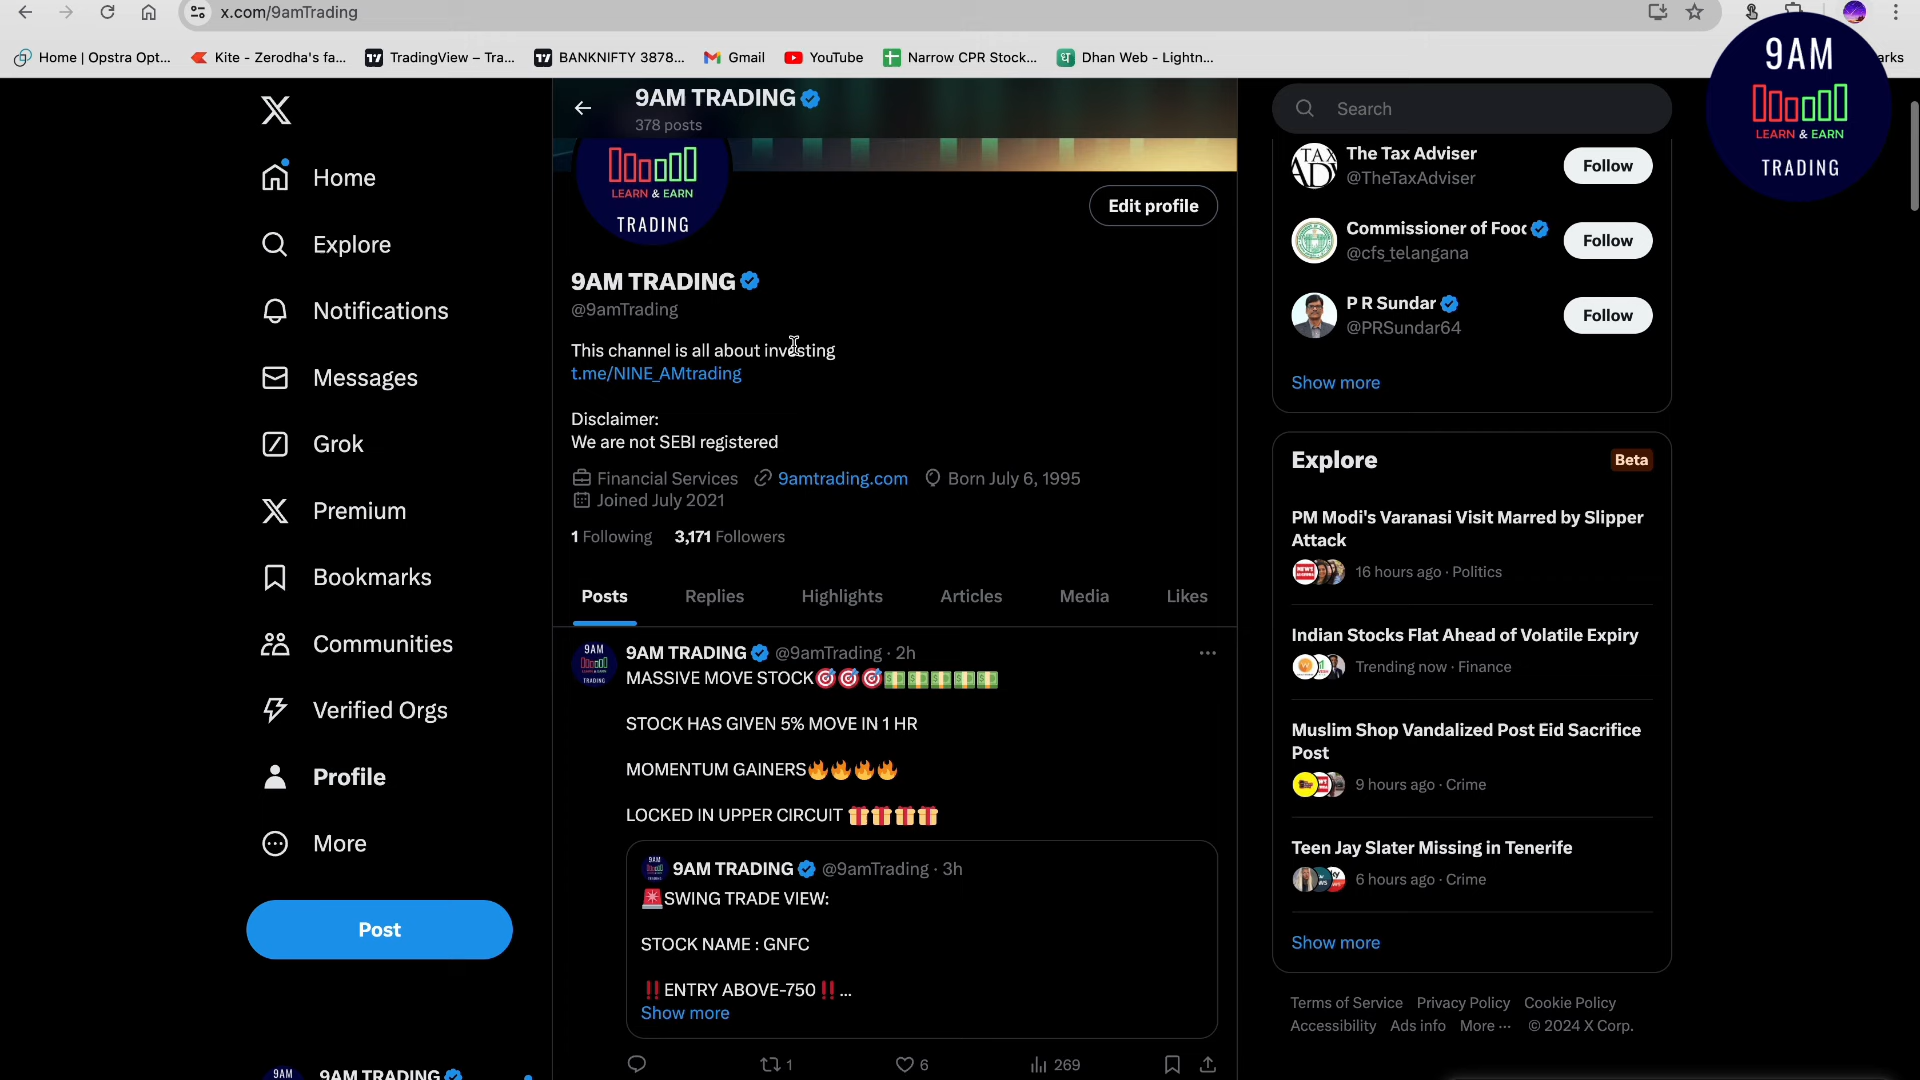 x.com/9amTrading
Home | Opstra Opt...
Kite - Zerodha's fa...
TradingView – Tra...
BANKNIFTY 3878...
Gmail
YouTube
Narrow CPR Stock...
Dhan Web - Lightn...
arks
9AM
LEARN & EARN
TRADING
Home
Explore
Notifications
Messages
Grok
Premium
Bookmarks
Communities
Verified Orgs
Profile
More
Post
9AM TRADING
9AM TRADING
378 posts
LEARN & EARN
TRADING
Edit profile
9AM TRADING
@9amTrading
This channel is all about investing
t.me/NINE_AMtrading
Disclaimer:
We are not SEBI registered
Financial Services 9amtrading.com Born July 6, 1995
Joined July 2021
1 Following 3,171 Followers
Posts Replies Highlights Articles Media Likes
9AM
TRADING
9AM TRADING @9amTrading · 2h
MASSIVE MOVE STOCK🎯🎯🎯💵💵💵💵💵
STOCK HAS GIVEN 5% MOVE IN 1 HR
MOMENTUM GAINERS🔥🔥🔥🔥
LOCKED IN UPPER CIRCUIT 🎁🎁🎁🎁
9AM TRADING @9amTrading · 3h
🚨SWING TRADE VIEW:
STOCK NAME : GNFC
‼️ENTRY ABOVE-750‼️...
Show more
1 6 269
Search
TAX
AD
The Tax Adviser
@TheTaxAdviser
Follow
Commissioner of Food
@cfs_telangana
Follow
P R Sundar
@PRSundar64
Follow
Show more
Explore
Beta
PM Modi's Varanasi Visit Marred by Slipper
Attack
16 hours ago · Politics
Indian Stocks Flat Ahead of Volatile Expiry
Trending now · Finance
Muslim Shop Vandalized Post Eid Sacrifice
Post
9 hours ago · Crime
Teen Jay Slater Missing in Tenerife
6 hours ago · Crime
Show more
Terms of Service Privacy Policy Cookie Policy
Accessibility Ads info More ··· © 2024 X Corp.